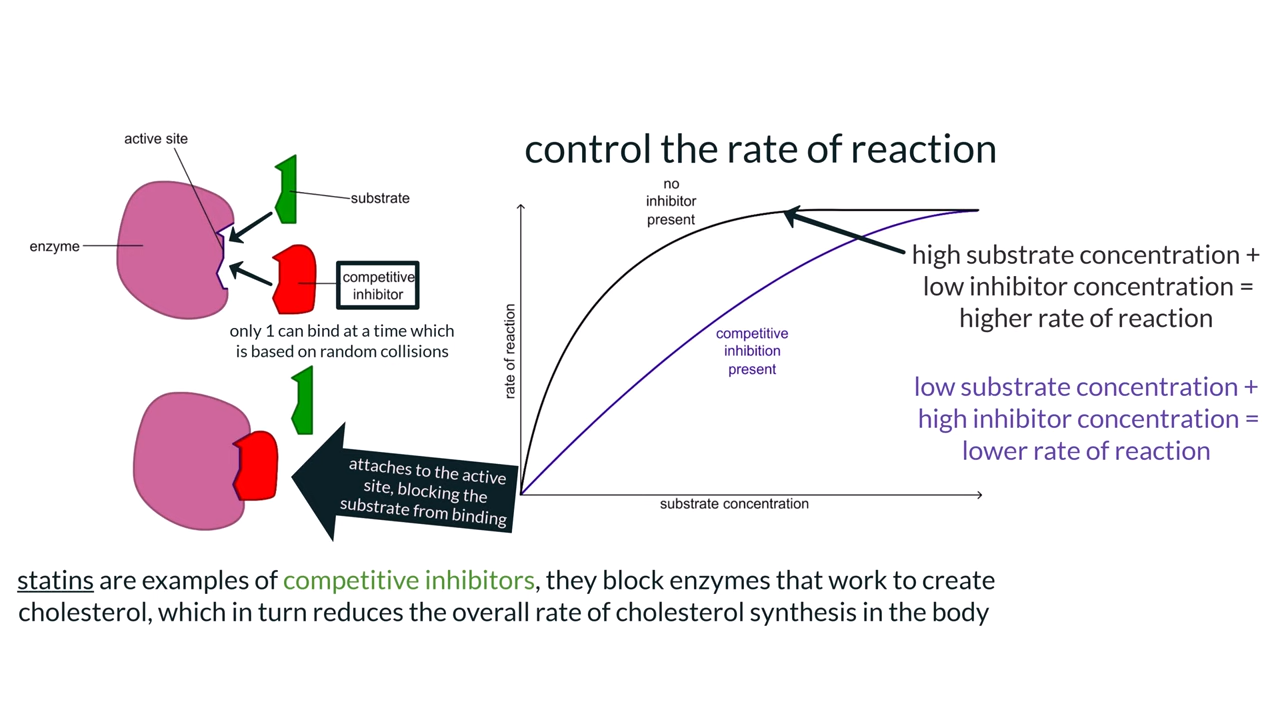 control the rate of reaction
active site
substrate
enzyme
competitive
inhibitor
only 1 can bind at a time which
is based on random collisions
attaches to the active
site, blocking the
substrate from binding
no
inhibitor
present
rate of reaction
competitive
inhibition
present
substrate concentration
high substrate concentration +
low inhibitor concentration =
higher rate of reaction
low substrate concentration +
high inhibitor concentration =
lower rate of reaction
statins are examples of competitive inhibitors, they block enzymes that work to create
cholesterol, which in turn reduces the overall rate of cholesterol synthesis in the body